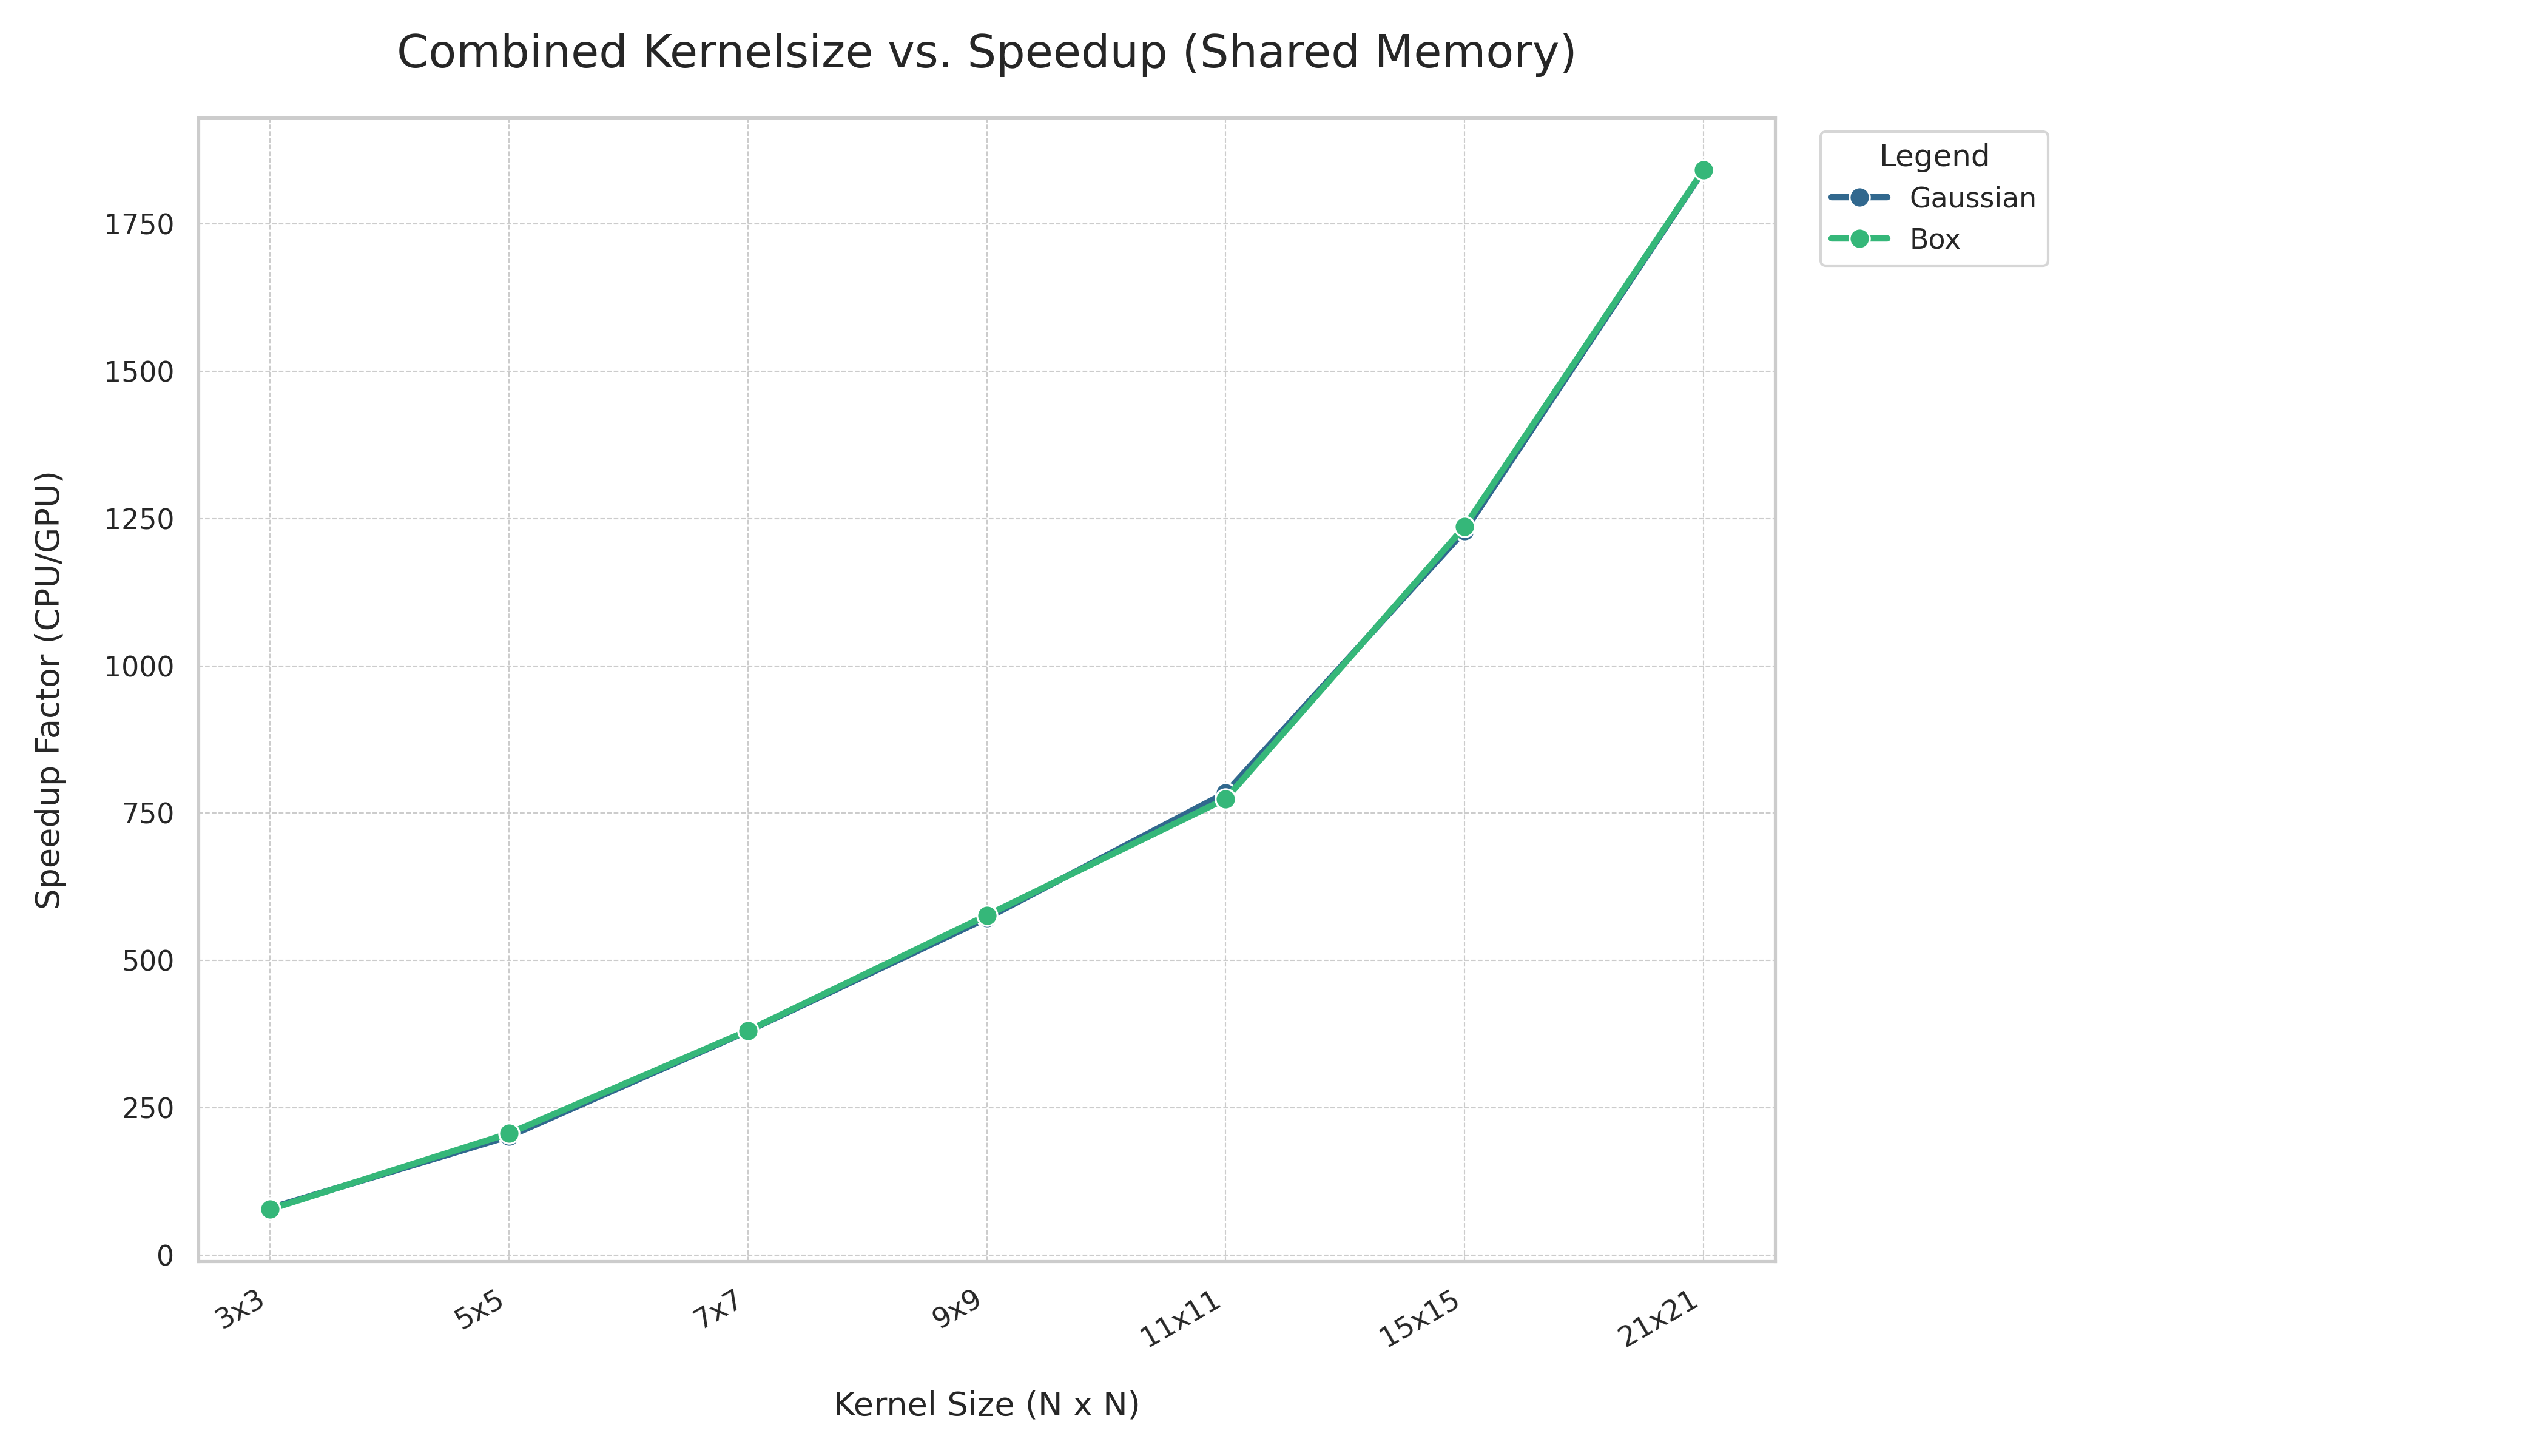 Combined Kernelsize vs. Speedup (Shared Memory)
Legend
Gaussian
Box
Speedup Factor (CPU/GPU)
1750
1500
1250
1000
750
500
250
0
3x3
5x5
7x7
9x9
11x11
15x15
21x21
Kernel Size (N x N)